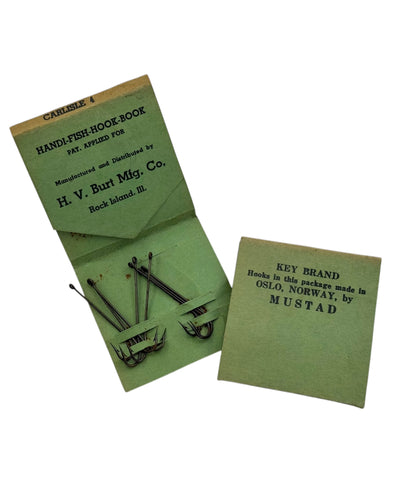 CARLISLE 4
HANDI-FISH-HOOK-BOOK
PAT. APPLIED FOR
Manufactured and Distributed by
H. V. Burt Mfg. Co.
Rock Island, Ill.
KEY BRAND
Hooks in this package made in
OSLO, NORWAY, by
MUSTAD